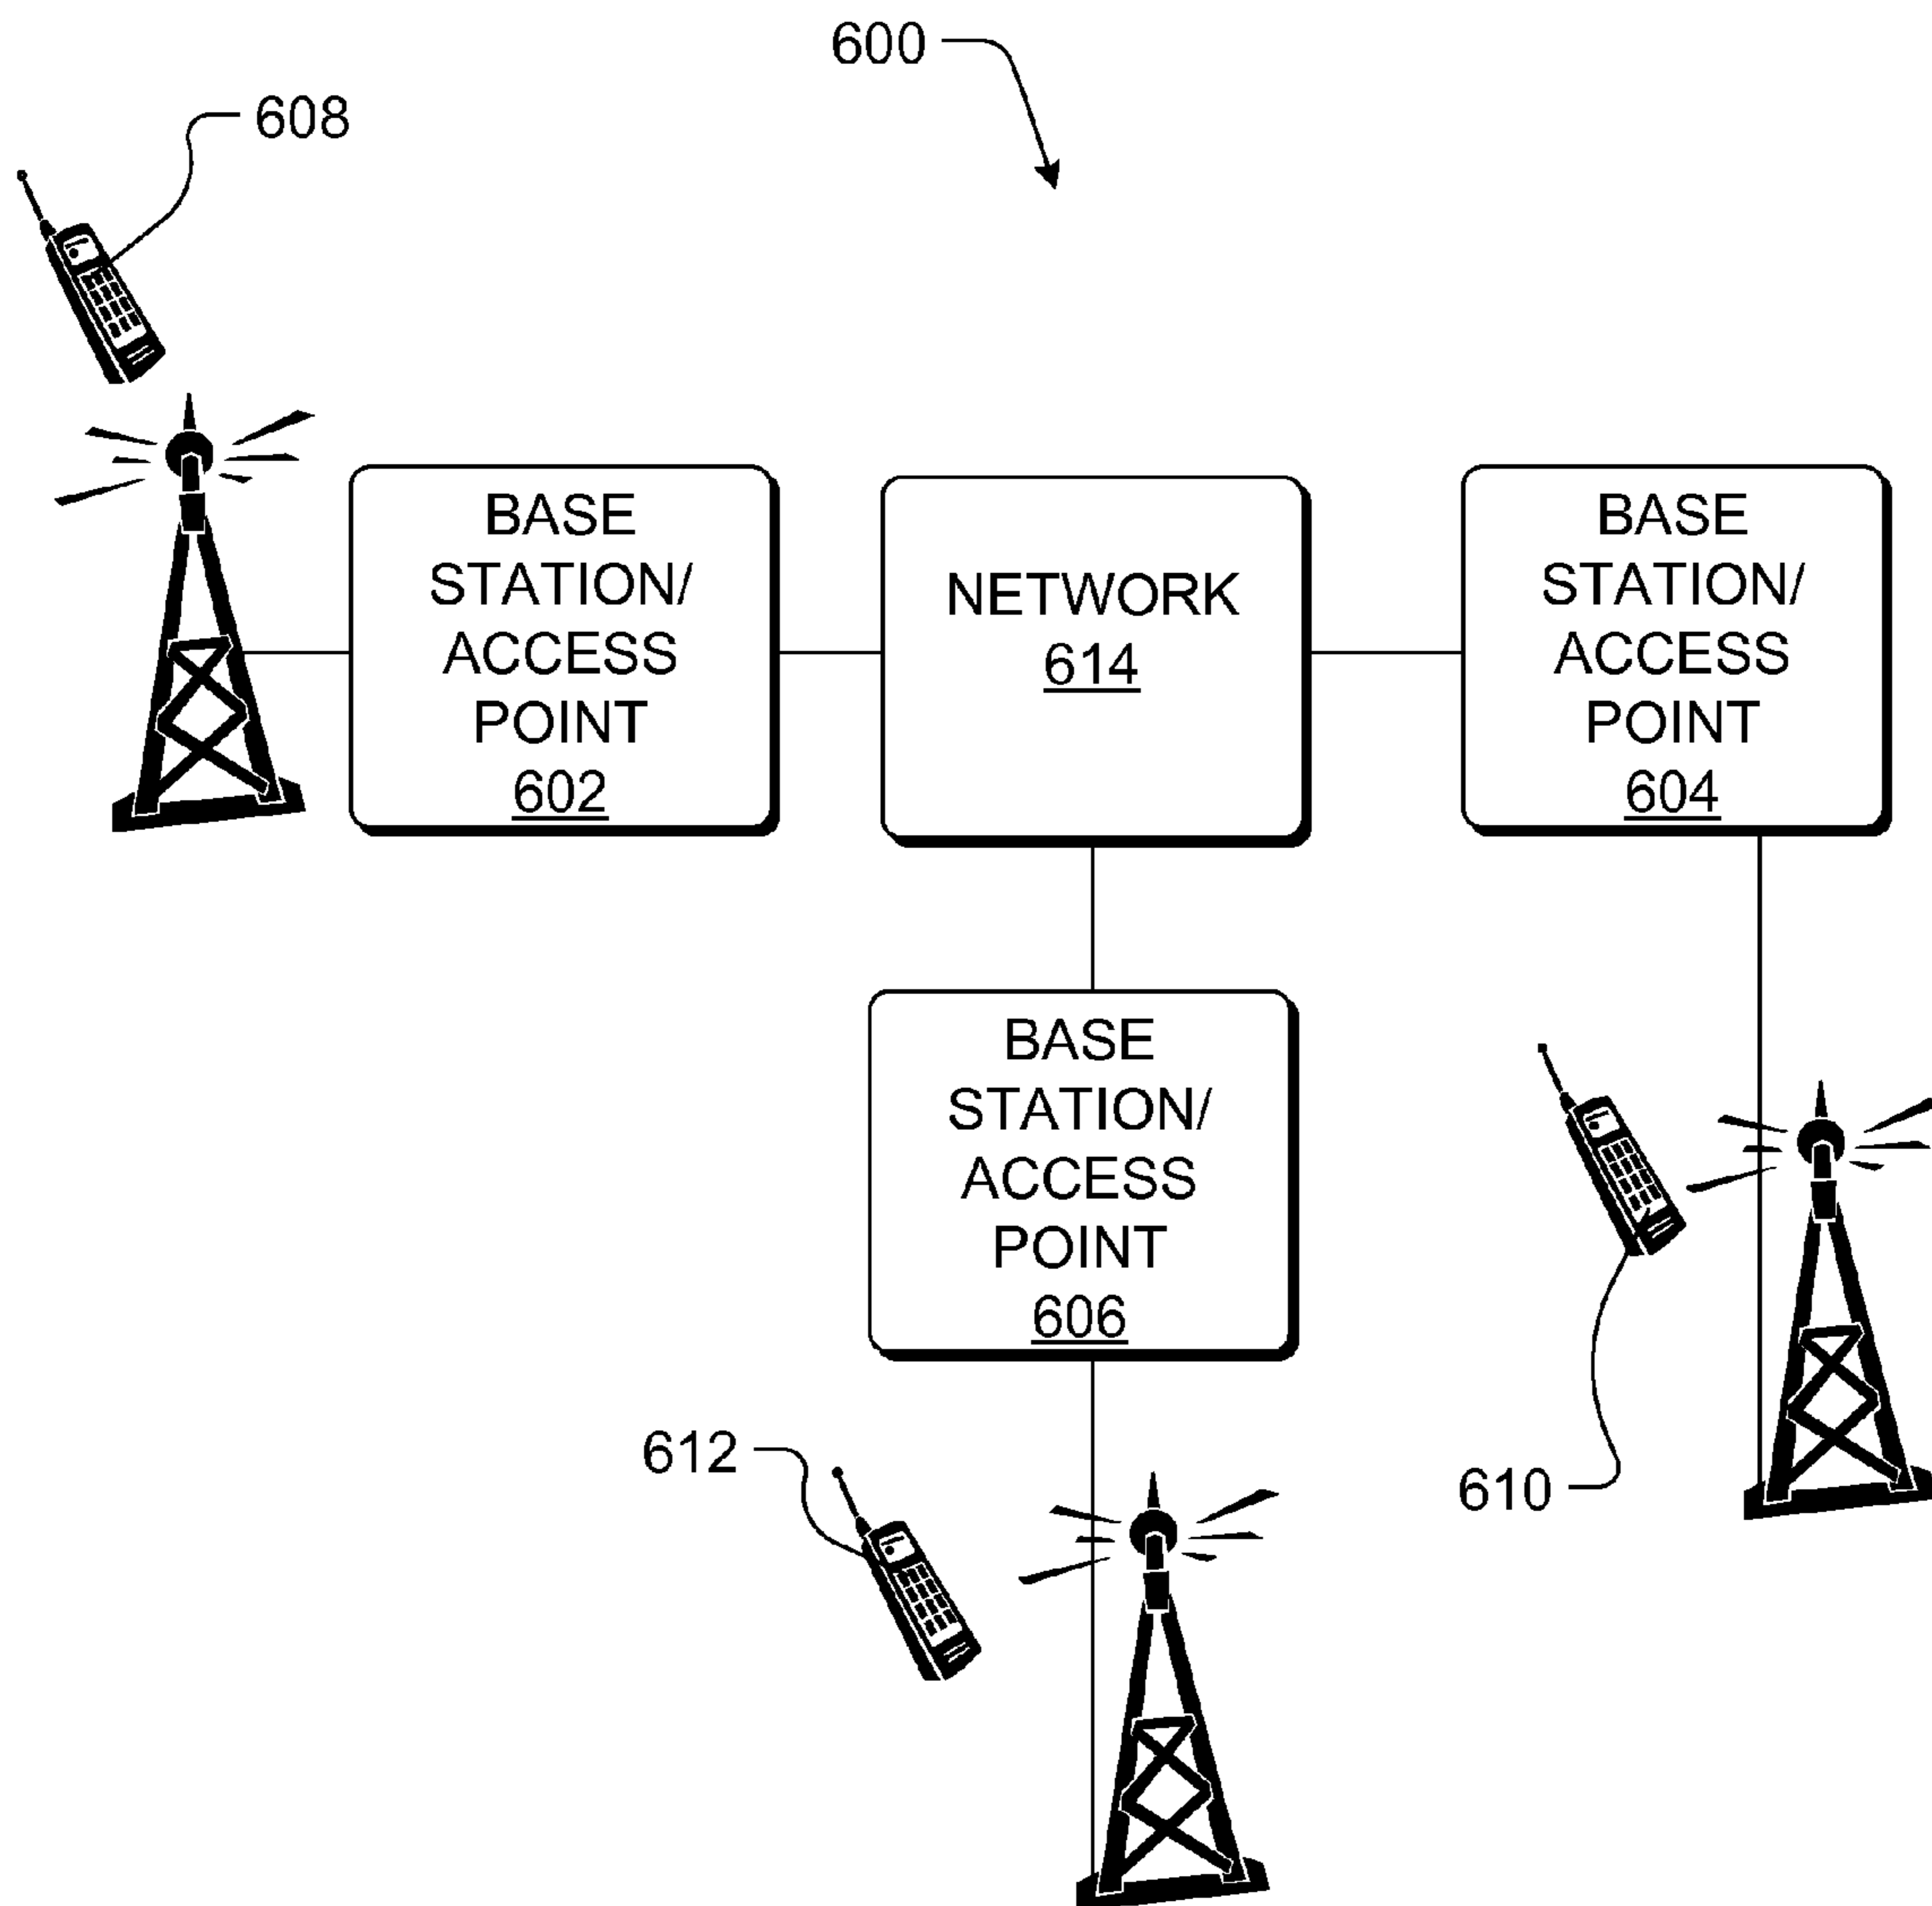 600
608
BASE
STATION/
ACCESS
POINT
602
NETWORK
614
BASE
STATION/
ACCESS
POINT
604
BASE
STATION/
ACCESS
POINT
606
612
610